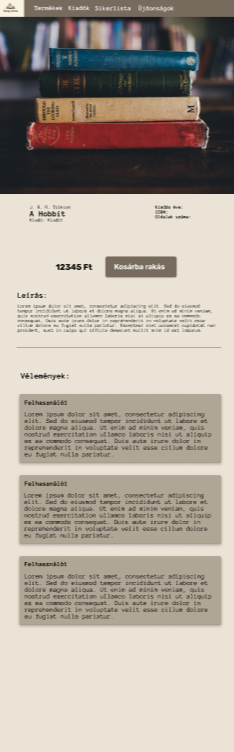 Termékek Kiadók Sikerlista Újdonságok
J. R. R. Tolkien
A Hobbit
Kiadó: Kiadó
Kiadás éve:
ISBN:
Oldalak száma:
12345 Ft
Kosárba rakás
Leírás:
Lorem ipsum dolor sit amet, consectetur adipiscing elit. Sed do eiusmod
tempor incididunt ut labore et dolore magna aliqua. Ut enim ad minim veniam, quis
nostrud exercitation ullamco laboris nisi ut aliquip ex ea commodo
consequat. Duis aute irure dolor in reprehenderit in voluptate velit esse
cillum dolore eu fugiat nulla pariatur. Excepteur sint occaecat cupidatat non
proident, sunt in culpa qui officia deserunt mollit anim id est laborum.
Vélemények:
Felhasználó1
Lorem ipsum dolor sit amet, consectetur adipiscing
elit. Sed do eiusmod tempor incididunt ut labore et
dolore magna aliqua. Ut enim ad minim veniam, quis
nostrud exercitation ullamco laboris nisi ut aliquip
ex ea commodo consequat. Duis aute irure dolor in
reprehenderit in voluptate velit esse cillum dolore
eu fugiat nulla pariatur.
Felhasználó1
Lorem ipsum dolor sit amet, consectetur adipiscing
elit. Sed do eiusmod tempor incididunt ut labore et
dolore magna aliqua. Ut enim ad minim veniam, quis
nostrud exercitation ullamco laboris nisi ut aliquip
ex ea commodo consequat. Duis aute irure dolor in
reprehenderit in voluptate velit esse cillum dolore
eu fugiat nulla pariatur.
Felhasználó1
Lorem ipsum dolor sit amet, consectetur adipiscing
elit. Sed do eiusmod tempor incididunt ut labore et
dolore magna aliqua. Ut enim ad minim veniam, quis
nostrud exercitation ullamco laboris nisi ut aliquip
ex ea commodo consequat. Duis aute irure dolor in
reprehenderit in voluptate velit esse cillum dolore
eu fugiat nulla pariatur.